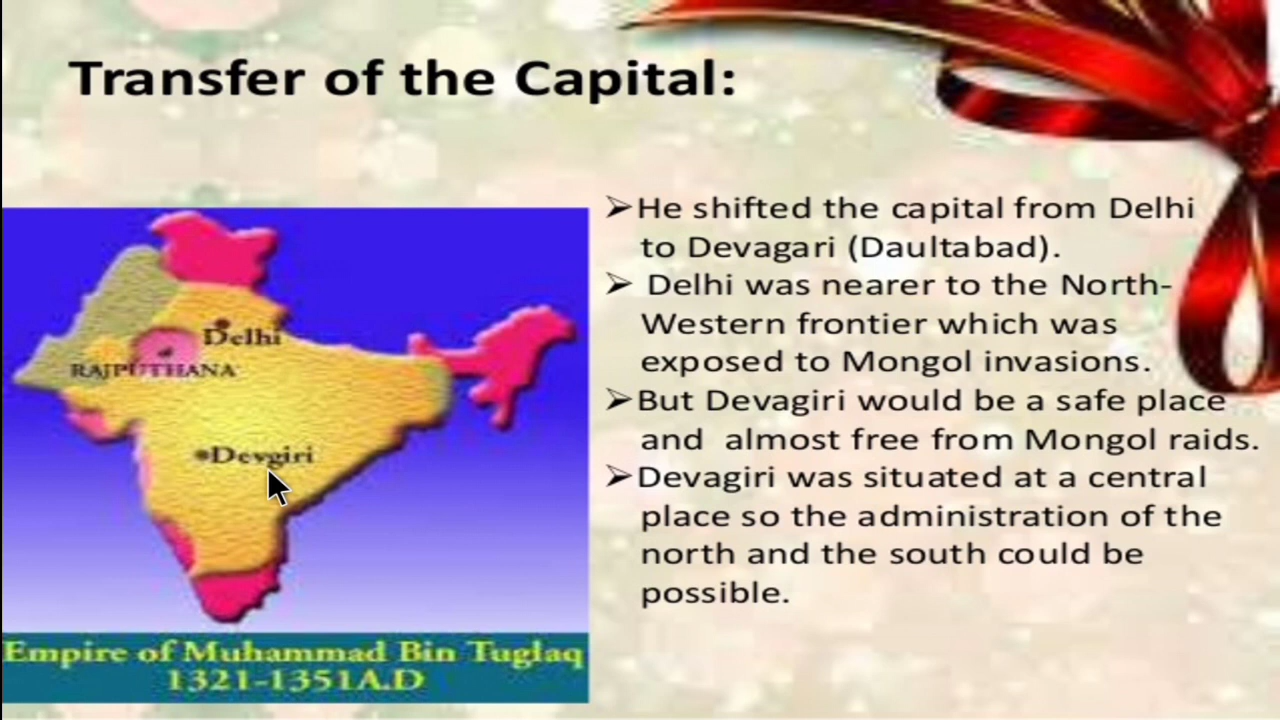 Transfer of the Capital:
➢He shifted the capital from Delhi
to Devagari (Daultabad).
➢ Delhi was nearer to the North-
Western frontier which was
exposed to Mongol invasions.
➢But Devagiri would be a safe place
and almost free from Mongol raids.
➢Devagiri was situated at a central
place so the administration of the
north and the south could be
possible.
Delhi
RAJPUTHANA
Devgiri
Empire of Muhammad Bin Tuglaq
1321-1351A.D